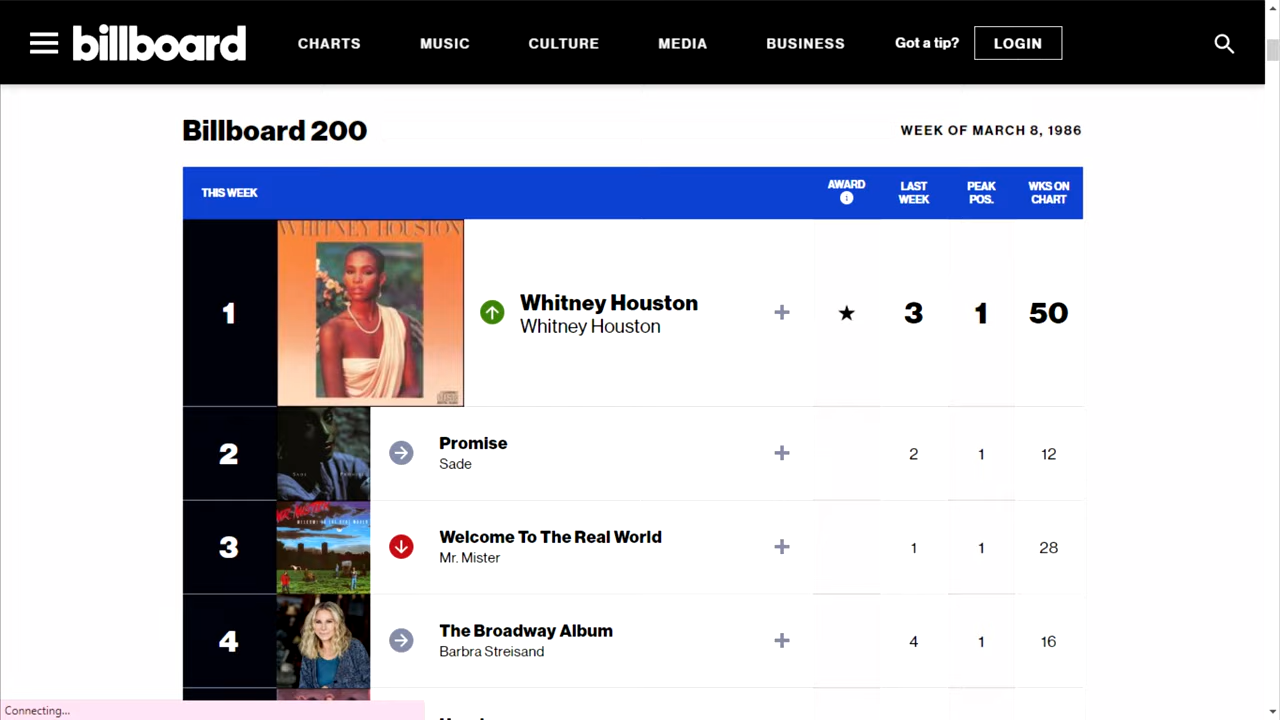 billboard
CHARTS MUSIC CULTURE MEDIA BUSINESS Got a tip? LOGIN
Billboard 200 WEEK OF MARCH 8, 1986
THIS WEEK AWARD LAST WEEK PEAK POS. WKS ON CHART
WHITNEY HOUSTON
1 Whitney Houston 3 1 50
Whitney Houston
2 Promise 2 1 12
Sade
3 Welcome To The Real World 1 1 28
Mr. Mister
4 The Broadway Album 4 1 16
Barbra Streisand
Connecting...